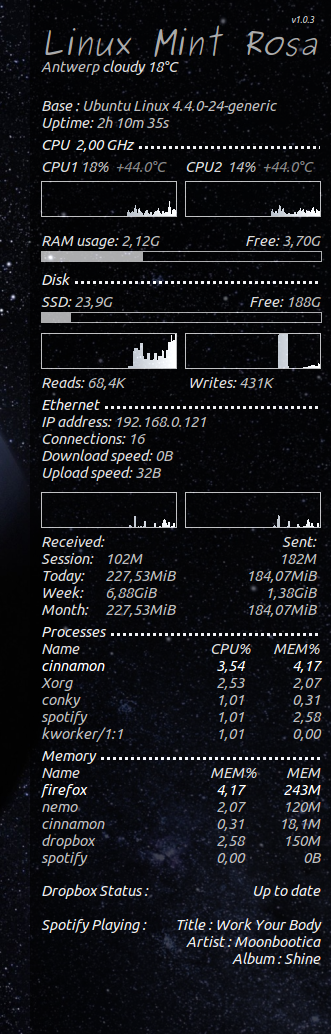 v1.0.3
Linux Mint Rosa
Antwerp cloudy 18°C
Base : Ubuntu Linux 4.4.0-24-generic
Uptime: 2h 10m 35s
CPU 2,00 GHz
CPU1 18% +44.0°C CPU2 14% +44.0°C
RAM usage: 2,12G Free: 3,70G
Disk
SSD: 23,9G Free: 188G
Reads: 68,4K Writes: 431K
Ethernet
IP address: 192.168.0.121
Connections: 16
Download speed: 0B
Upload speed: 32B
Received: Sent:
Session: 102M 182M
Today: 227,53MiB 184,07MiB
Week: 6,88GiB 1,38GiB
Month: 227,53MiB 184,07MiB
Processes
Name CPU% MEM%
cinnamon 3,54 4,17
Xorg 2,53 2,07
conky 1,01 0,31
spotify 1,01 2,58
kworker/1:1 1,01 0,00
Memory
Name MEM% MEM
firefox 4,17 243M
nemo 2,07 120M
cinnamon 0,31 18,1M
dropbox 2,58 150M
spotify 0,00 0B
Dropbox Status : Up to date
Spotify Playing : Title : Work Your Body
Artist : Moonbootica
Album : Shine